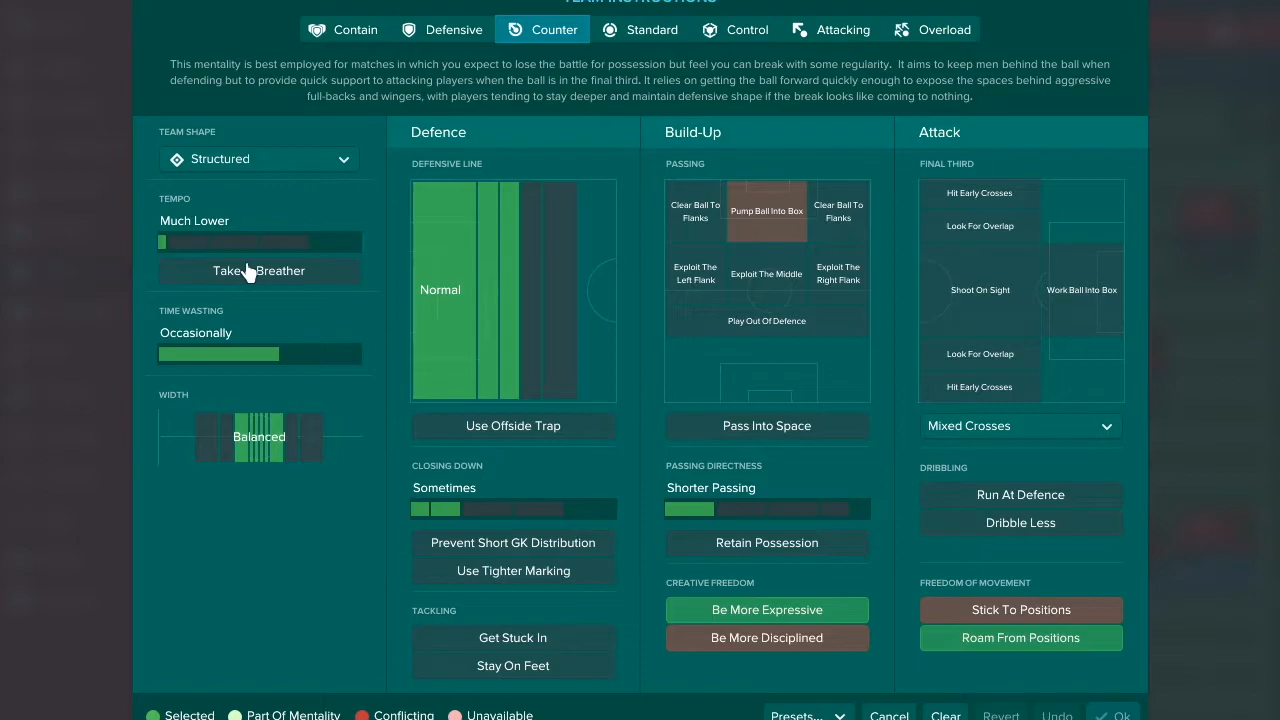 TEAM INSTRUCTIONS
Contain
Defensive
Counter
Standard
Control
Attacking
Overload
This mentality is best employed for matches in which you expect to lose the battle for possession but feel you can break with some regularity. It aims to keep men behind the ball when
defending but to provide quick support to attacking players when the ball is in the final third. It relies on getting the ball forward quickly enough to expose the spaces behind aggressive
full-backs and wingers, with players tending to stay deeper and maintain defensive shape if the break looks like coming to nothing.
TEAM SHAPE
Structured
TEMPO
Much Lower
Take Breather
TIME WASTING
Occasionally
WIDTH
Balanced
Defence
DEFENSIVE LINE
Normal
Use Offside Trap
CLOSING DOWN
Sometimes
Prevent Short GK Distribution
Use Tighter Marking
TACKLING
Get Stuck In
Stay On Feet
Build-Up
PASSING
Clear Ball To
Flanks
Pump Ball Into Box
Clear Ball To
Flanks
Exploit The
Left Flank
Exploit The Middle
Exploit The
Right Flank
Play Out Of Defence
Pass Into Space
PASSING DIRECTNESS
Shorter Passing
Retain Possession
CREATIVE FREEDOM
Be More Expressive
Be More Disciplined
Attack
FINAL THIRD
Hit Early Crosses
Look For Overlap
Shoot On Sight
Work Ball Into Box
Look For Overlap
Hit Early Crosses
Mixed Crosses
DRIBBLING
Run At Defence
Dribble Less
FREEDOM OF MOVEMENT
Stick To Positions
Roam From Positions
Selected
Part Of Mentality
Conflicting
Unavailable
Presets...
Cancel
Clear
Revert
Undo
Ok